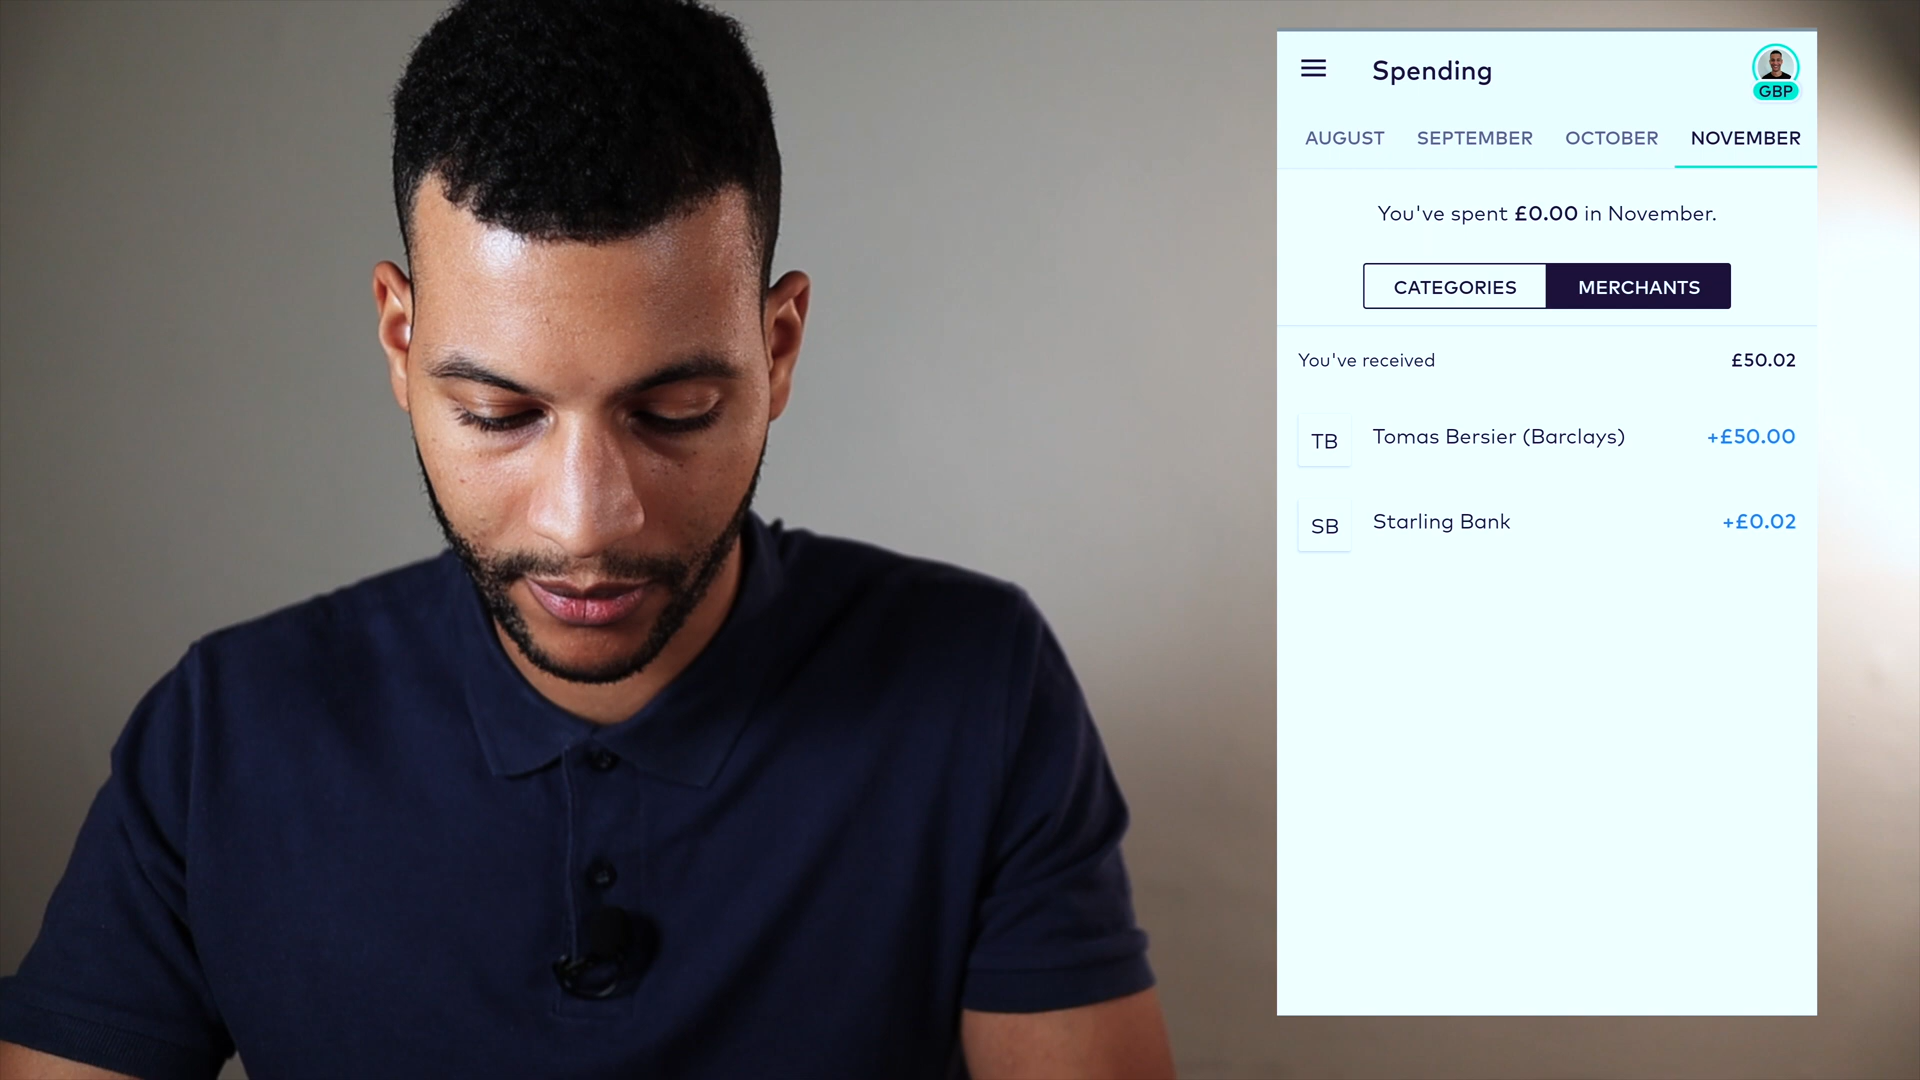 Spending
GBP
AUGUST SEPTEMBER OCTOBER NOVEMBER
You've spent £0.00 in November.
CATEGORIES MERCHANTS
You've received £50.02
TB Tomas Bersier (Barclays) +£50.00
SB Starling Bank +£0.02